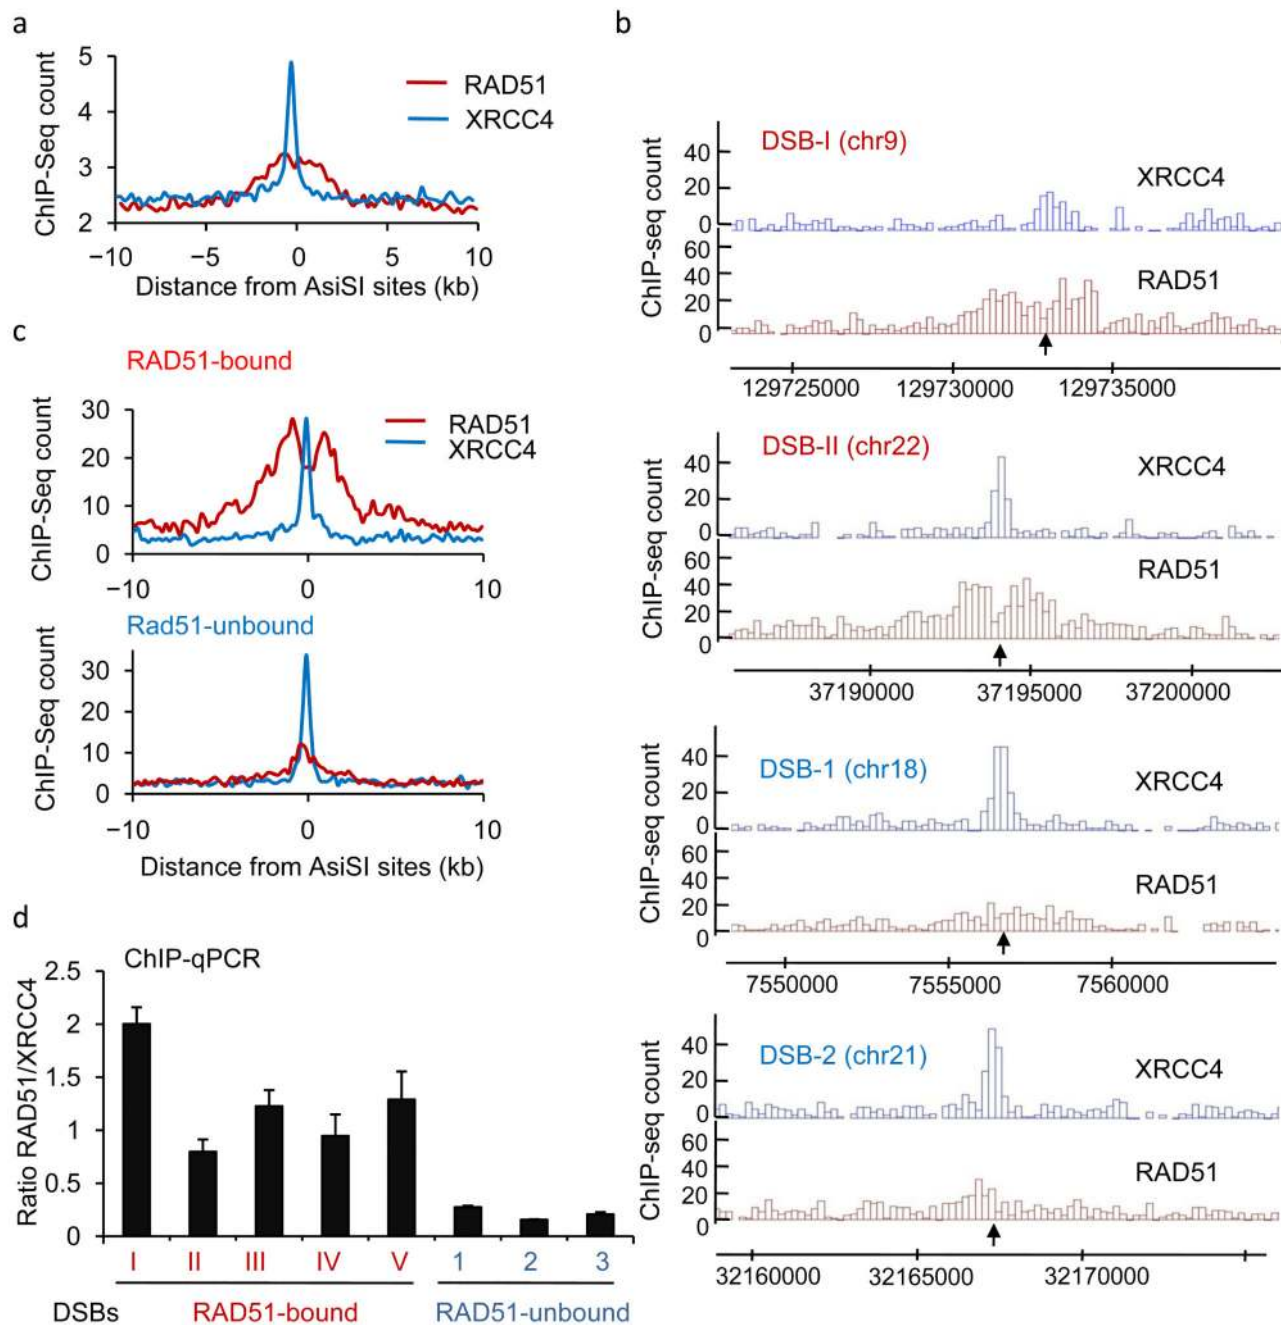 a
ChIP-Seq count
5
4
3
2
RAD51
XRCC4
−10 −5 0 5 10
Distance from AsiSI sites (kb)
b
DSB-I (chr9)
ChIP-seq count
40
20
0
XRCC4
60
40
20
0
RAD51
129725000 129730000 129735000
DSB-II (chr22)
ChIP-seq count
40
20
0
XRCC4
60
40
20
0
RAD51
37190000 37195000 37200000
DSB-1 (chr18)
ChIP-seq count
40
20
0
XRCC4
60
40
20
0
RAD51
7550000 7555000 7560000
DSB-2 (chr21)
ChIP-seq count
40
20
0
XRCC4
60
40
20
0
RAD51
32160000 32165000 32170000
c
RAD51-bound
ChIP-Seq count
30
20
10
0
RAD51
XRCC4
−10 0 10
Rad51-unbound
ChIP-Seq count
30
20
10
0
−10 0 10
Distance from AsiSI sites (kb)
d
ChIP-qPCR
Ratio RAD51/XRCC4
2.5
2
1.5
1
0.5
0
I II III IV V 1 2 3
DSBs RAD51-bound RAD51-unbound